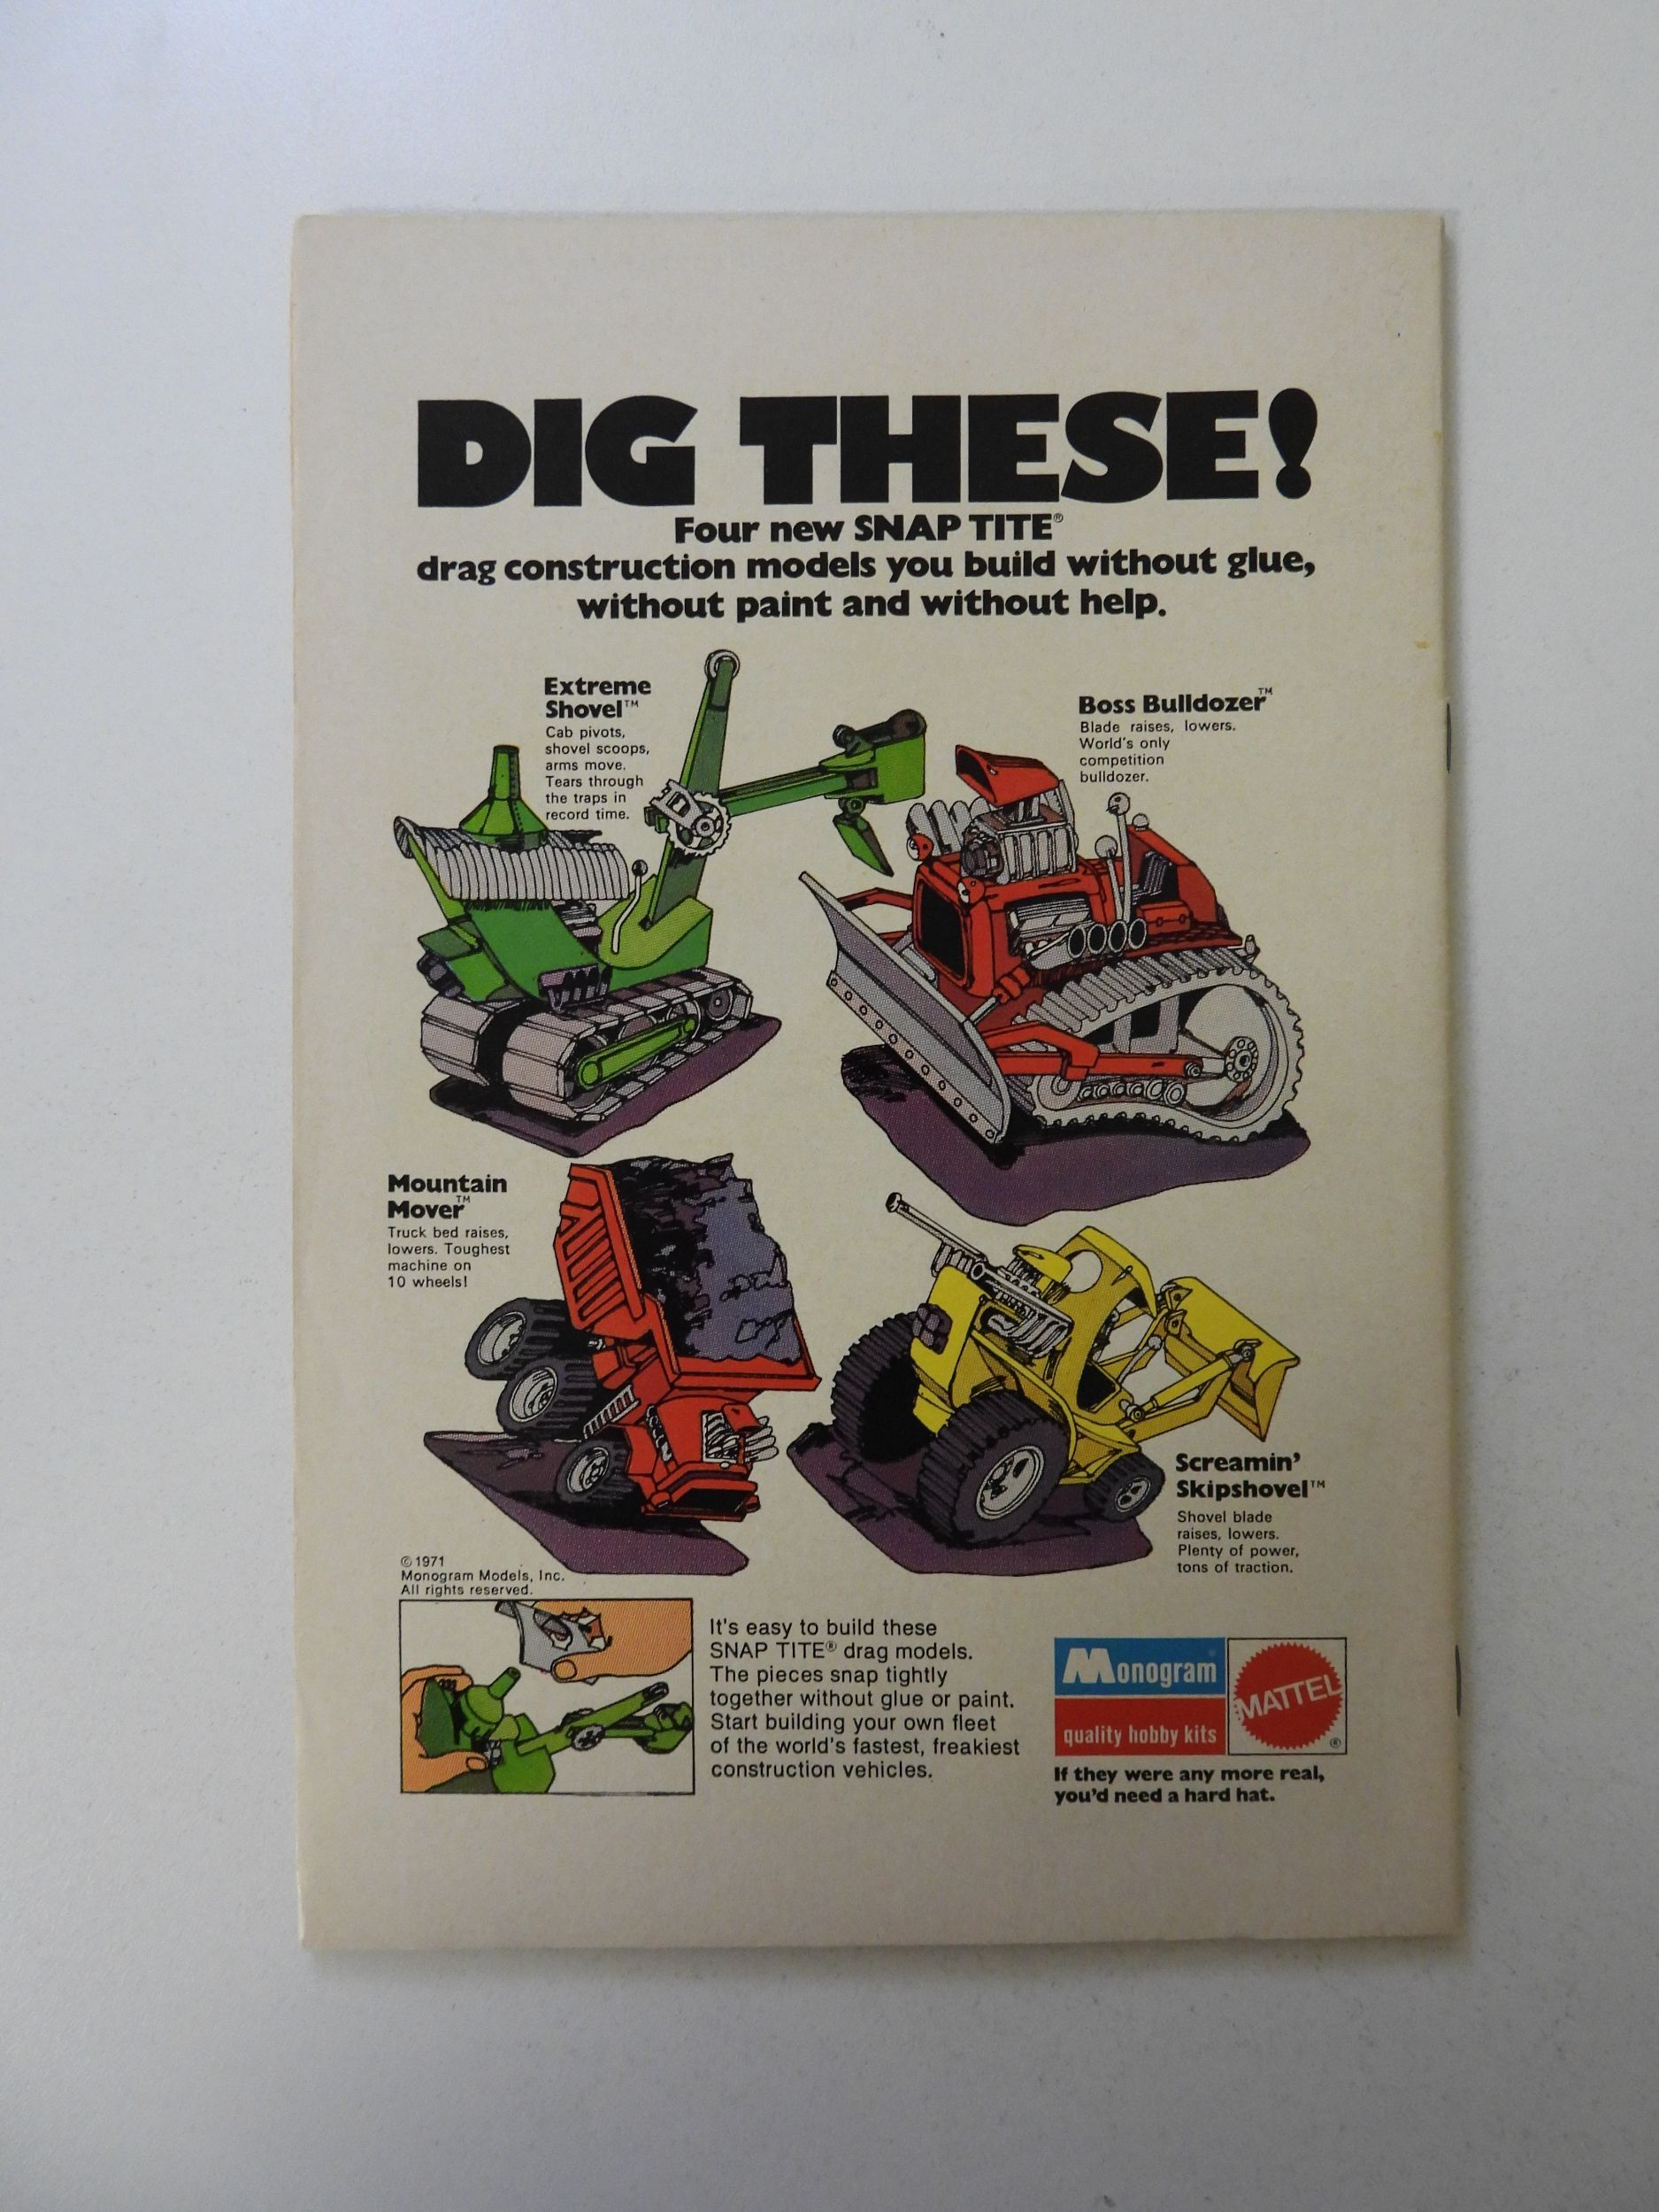 DIG THESE!
Four new SNAP TITE®
drag construction models you build without glue,
without paint and without help.
Extreme
Shovel™
Cab pivots,
shovel scoops,
arms move.
Tears through
the traps in
record time.
Boss Bulldozer™
Blade raises, lowers.
World's only
competition
bulldozer.
Mountain
Mover™
Truck bed raises,
lowers. Toughest
machine on
10 wheels!
Screamin'
Skipshovel™
Shovel blade
raises, lowers.
Plenty of power,
tons of traction.
© 1971
Monogram Models, Inc.
All rights reserved.
It's easy to build these
SNAP TITE® drag models.
The pieces snap tightly
together without glue or paint.
Start building your own fleet
of the world's fastest, freakiest
construction vehicles.
Monogram®
quality hobby kits
MATTEL®
If they were any more real,
you'd need a hard hat.